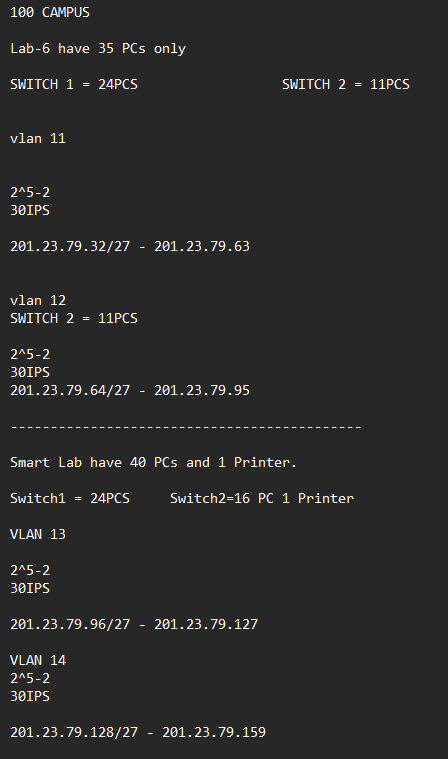 100 CAMPUS
Lab-6 have 35 PCs only
SWITCH 1 = 24PCS                  SWITCH 2 = 11PCS
vlan 11
2^5-2
30IPS
201.23.79.32/27 - 201.23.79.63
vlan 12
SWITCH 2 = 11PCS
2^5-2
30IPS
201.23.79.64/27 - 201.23.79.95
--------------------------------------------
Smart Lab have 40 PCs and 1 Printer.
Switch1 = 24PCS     Switch2=16 PC 1 Printer
VLAN 13
2^5-2
30IPS
201.23.79.96/27 - 201.23.79.127
VLAN 14
2^5-2
30IPS
201.23.79.128/27 - 201.23.79.159